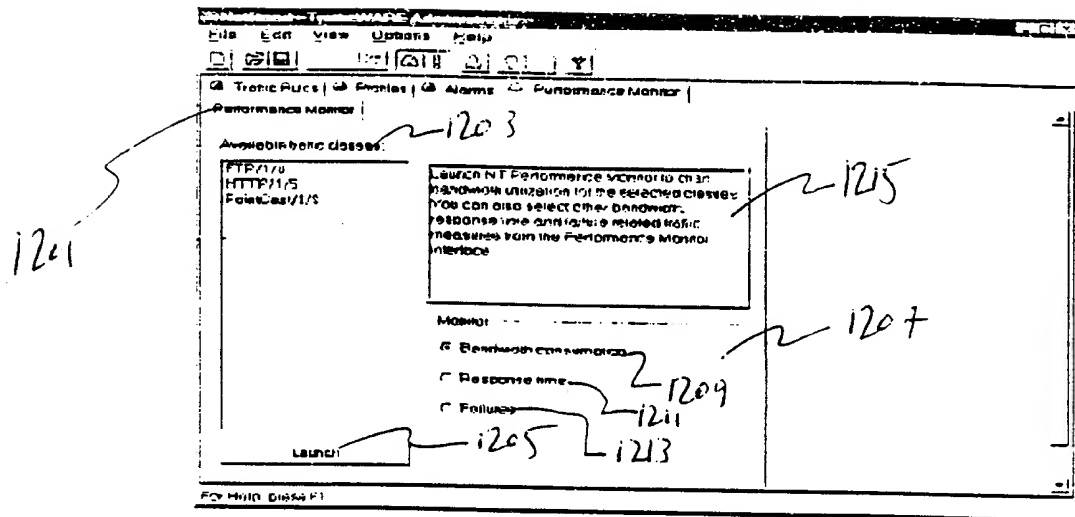 File Edit View Options Help
Traffic Rules Profiles Alarms Performance Monitor
Performance Monitor
1203
Available traffic classes:
FTP/1/0
HTTP/1/5
PointCast/1/
Launch NT Performance Monitor to chart
bandwidth utilization for the selected classes.
You can also select other bandwidth,
response time and failure related traffic
measures from the Performance Monitor
interface
1215
1201
Monitor
1207
Bandwidth consumption
1209
Response time
1211
Failures
1213
Launch
1205
For Help, press F1